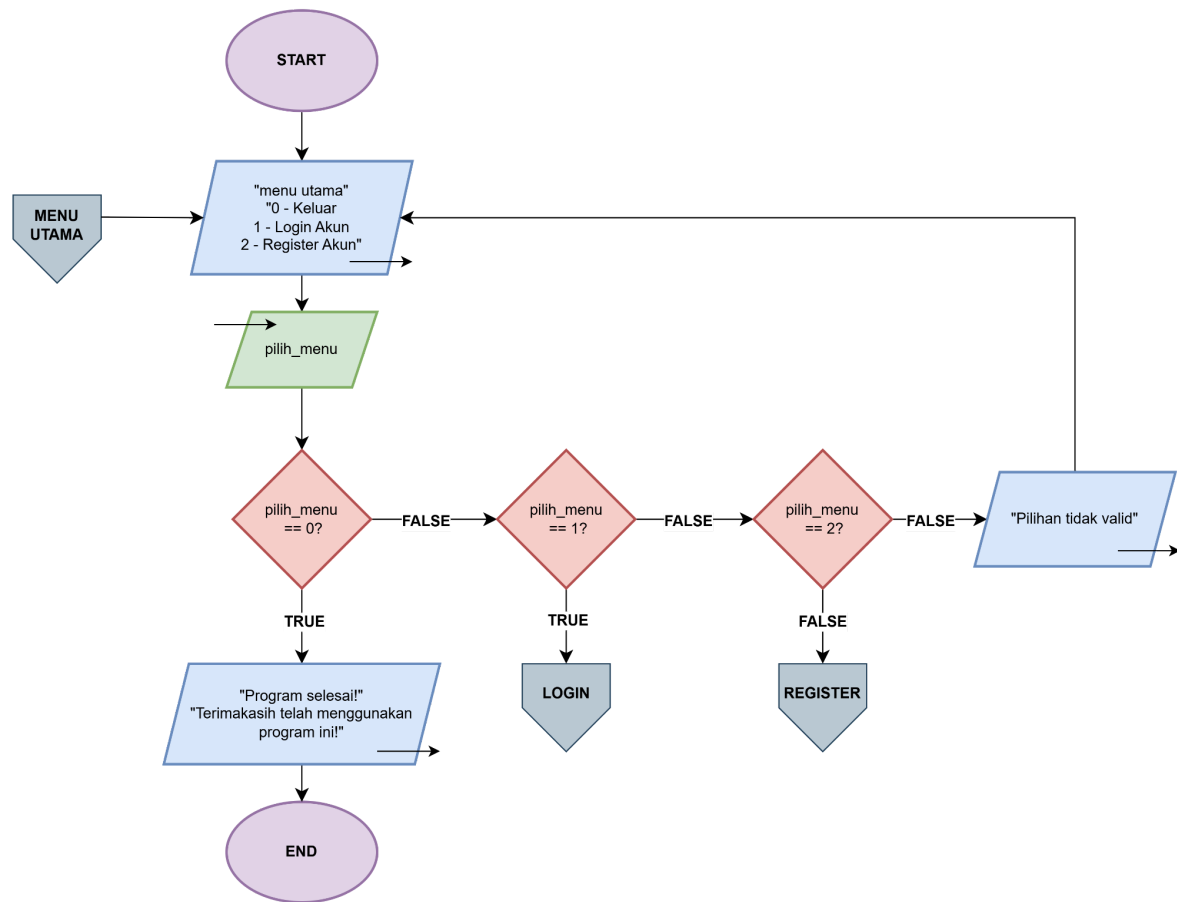 START
"menu utama"
"0 - Keluar
1 - Login Akun
2 - Register Akun"
MENU
UTAMA
pilih_menu
pilih_menu
== 0?
FALSE
pilih_menu
== 1?
FALSE
pilih_menu
== 2?
FALSE
"Pilihan tidak valid"
TRUE
TRUE
FALSE
"Program selesai!"
"Terimakasih telah menggunakan
program ini!"
LOGIN
REGISTER
END